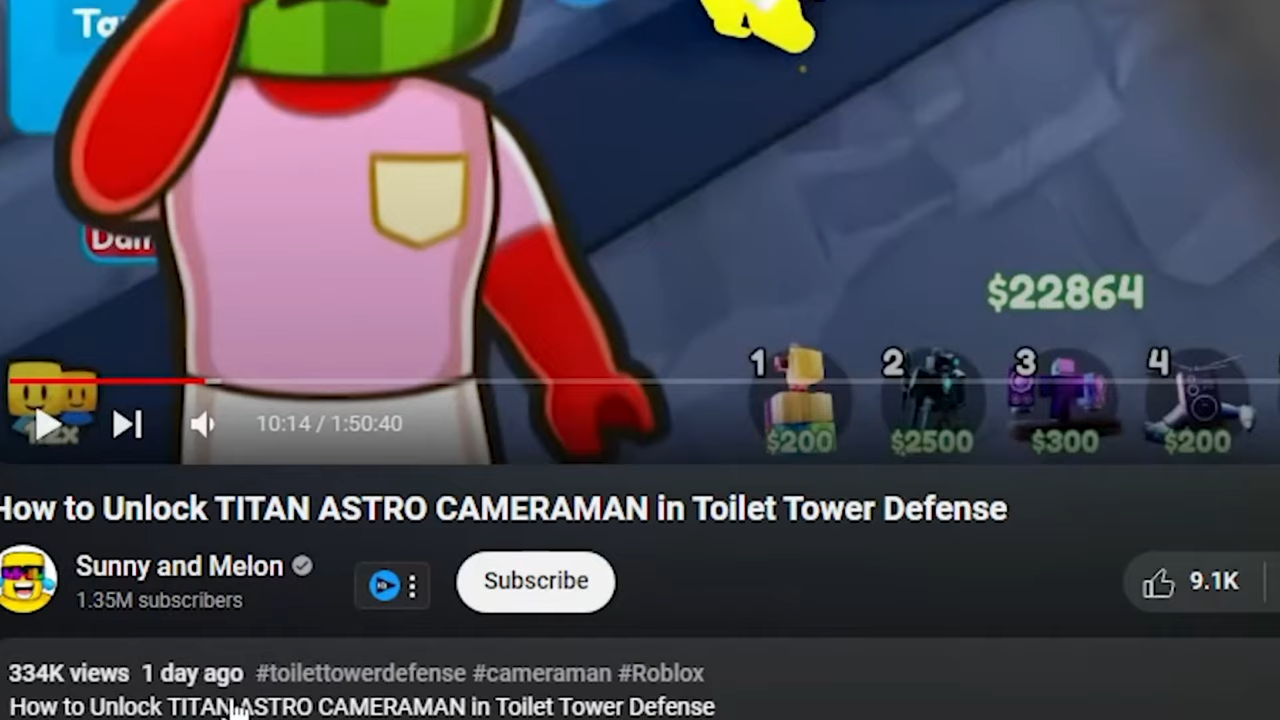 $22864
1 2 3 4
$200 $2500 $300 $200
10:14 / 1:50:40
How to Unlock TITAN ASTRO CAMERAMAN in Toilet Tower Defense
Sunny and Melon
Subscribe
9.1K
1.35M subscribers
334K views 1 day ago #toilettowerdefense #cameraman #Roblox
How to Unlock TITAN ASTRO CAMERAMAN in Toilet Tower Defense